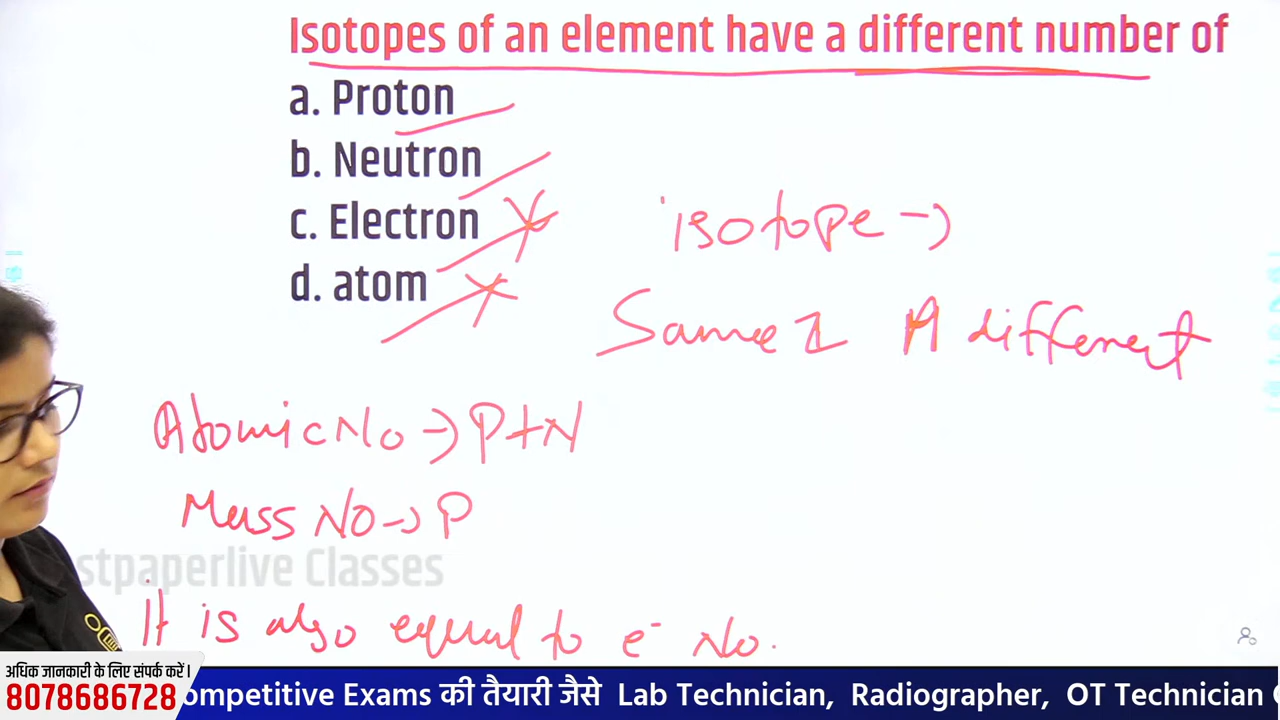 Isotopes of an element have a different number of
a. Proton
b. Neutron
c. Electron
d. atom
isotope →
Same Z A different
Atomic No → P+N
Mass No → P
stpaperlive Classes
It is also equal to e⁻ No.
अधिक जानकारी के लिए संपर्क करें।
8078686728
ompetitive Exams की तैयारी जैसे Lab Technician, Radiographer, OT Technician